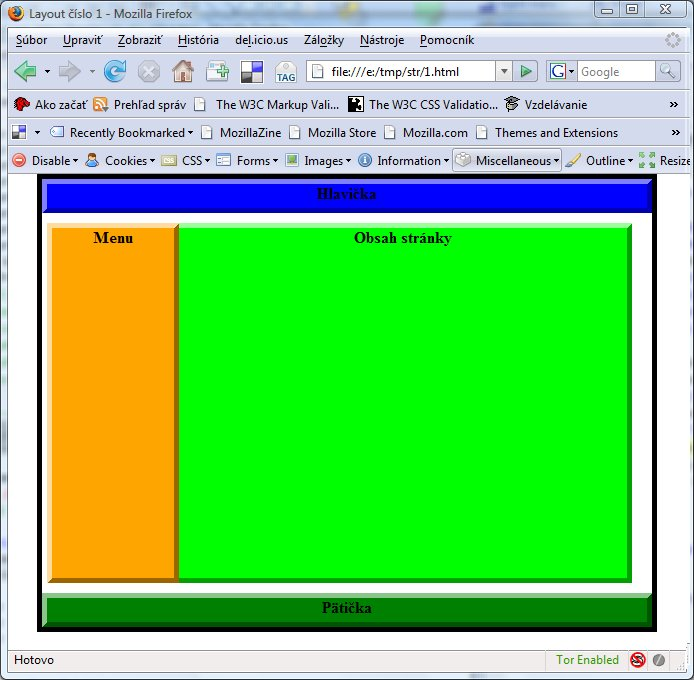 Layout číslo 1 - Mozilla Firefox
Súbor Upraviť Zobraziť História del.icio.us Záložky Nástroje Pomocník
TAG file:///e:/tmp/str/1.html G Google
Ako začať Prehľad správ The W3C Markup Vali... The W3C CSS Validatio... Vzdelávanie »
Recently Bookmarked MozillaZine Mozilla Store Mozilla.com Themes and Extensions »
Disable Cookies CSS Forms Images Information Miscellaneous Outline Resize
Hlavička
Menu Obsah stránky
Pätička
Hotovo Tor Enabled